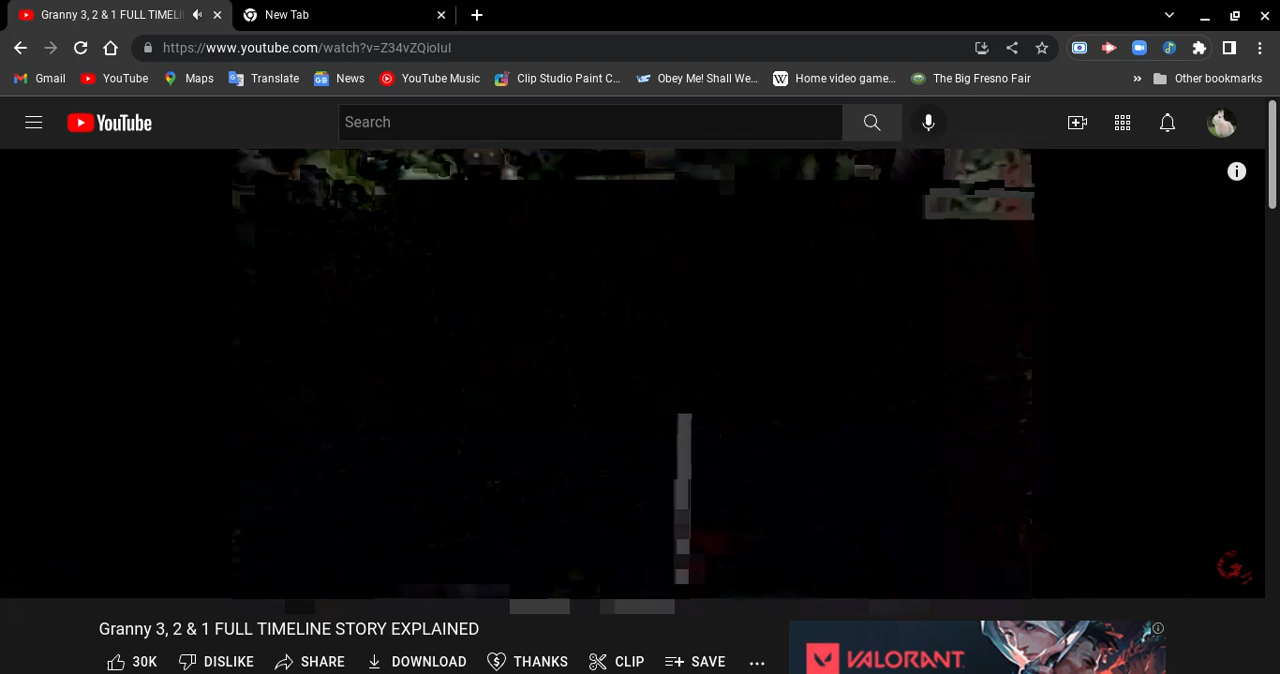 Granny 3, 2 & 1 FULL TIMELI
New Tab
https://www.youtube.com/watch?v=Z34vZQioIuI
Gmail
YouTube
Maps
Translate
News
YouTube Music
Clip Studio Paint C...
Obey Me! Shall We...
Home video game...
The Big Fresno Fair
»
Other bookmarks
YouTube
Search
Granny 3, 2 & 1 FULL TIMELINE STORY EXPLAINED
30K
DISLIKE
SHARE
DOWNLOAD
THANKS
CLIP
SAVE
...
VALORANT